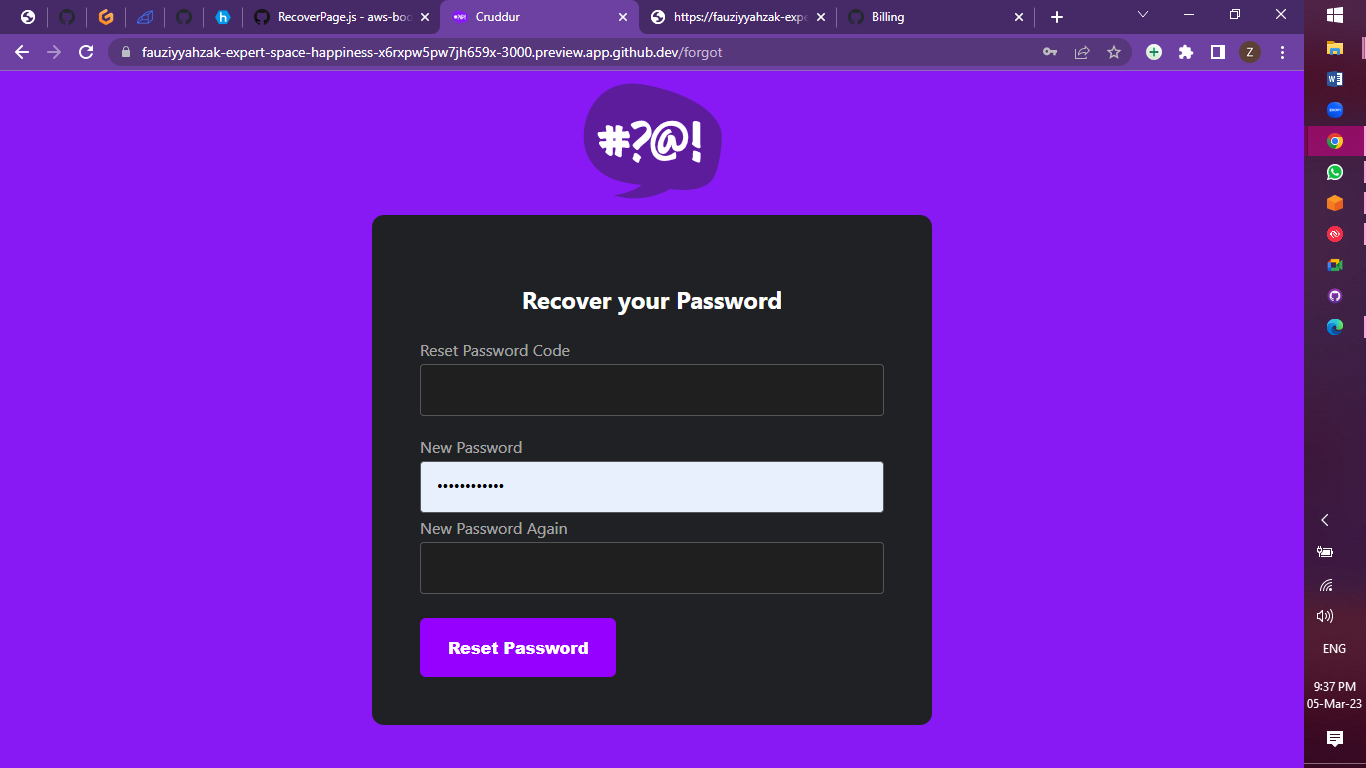 RecoverPage.js - aws-boo
Cruddur
https://fauziyyahzak-expe
Billing
fauziyyahzak-expert-space-happiness-x6rxpw5pw7jh659x-3000.preview.app.github.dev/forgot
Z
#?@!
Recover your Password
Reset Password Code
New Password
••••••••••••
New Password Again
Reset Password
ENG
9:37 PM
05-Mar-23